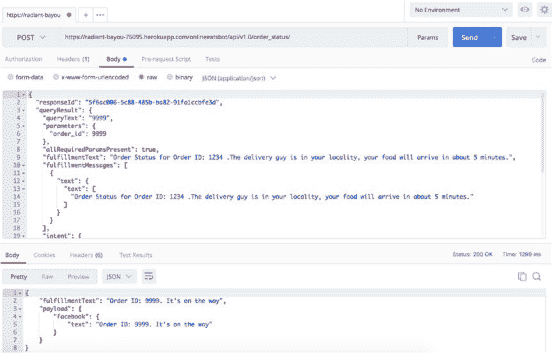 https://radiant-bayou
No Environment
POST
https://radiant-bayou-75095.herokuapp.com/onlineeatsbot/api/v1.0/order_status/
Params
Send
Save
Authorization
Headers (1)
Body
Pre-request Script
Tests
Code
form-data
x-www-form-urlencoded
raw
binary
JSON (application/json)
1 {
2 "responseId":
3 "queryResult": {
4 "queryText": "9999",
5 "parameters": {
6 "order_id": 9999
7 },
8 "allRequiredParamsPresent": true,
9 "fulfillmentText": "Order Status for Order ID: 1234 .The delivery guy is in your locality, your food will arrive in about 5 minutes.",
10 "fulfillmentMessages": [
11 {
12 "text": {
13 "text": [
14 "Order Status for Order ID: 1234 .The delivery guy is in your locality, your food will arrive in about 5 minutes."
15 ]
16 }
17 }
18 ],
19 "intent": {
Body
Cookies
Headers (6)
Test Results
Status: 200 OK
Time: 1299 ms
Pretty
Raw
Preview
JSON
1 {
2 "fulfillmentText": "Order ID: 9999. It's on the way",
3 "payload": {
4 "facebook": {
5 "text": "Order ID: 9999. It's on the way"
6 }
7 }
8 }